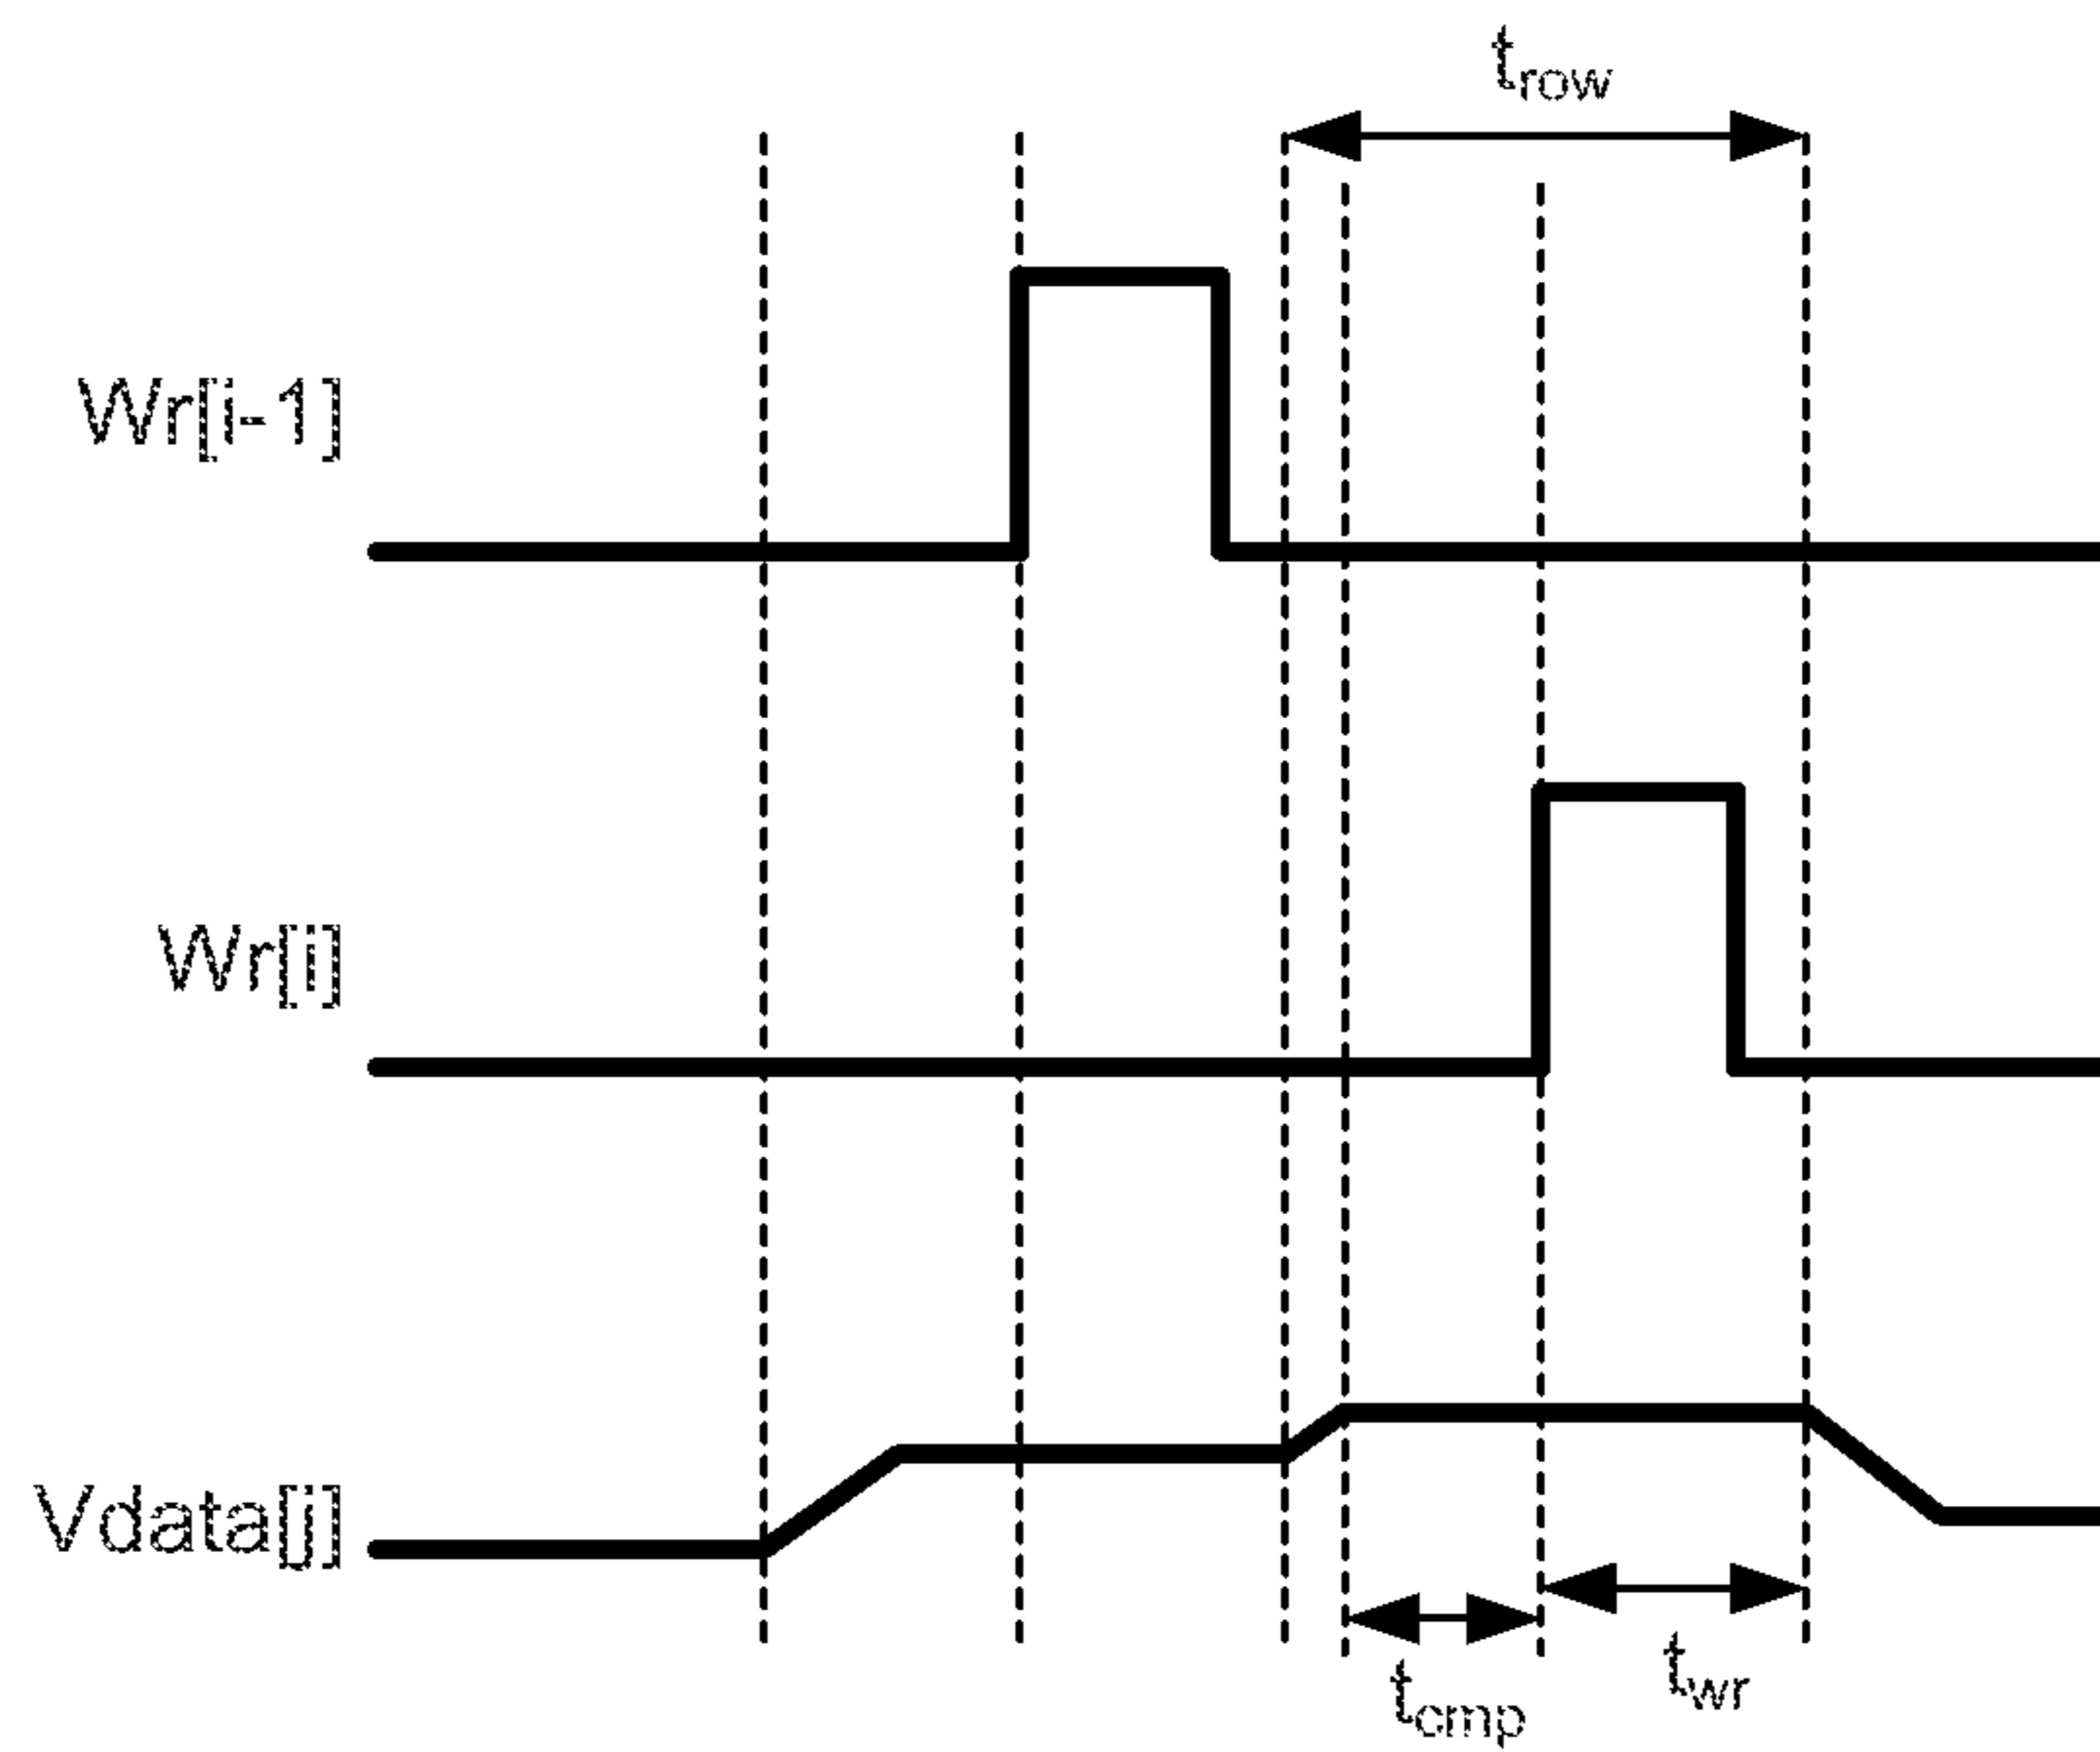 t_row
Wr[i-1]
Wr[i]
Vdata[j]
t_cmp
t_wr